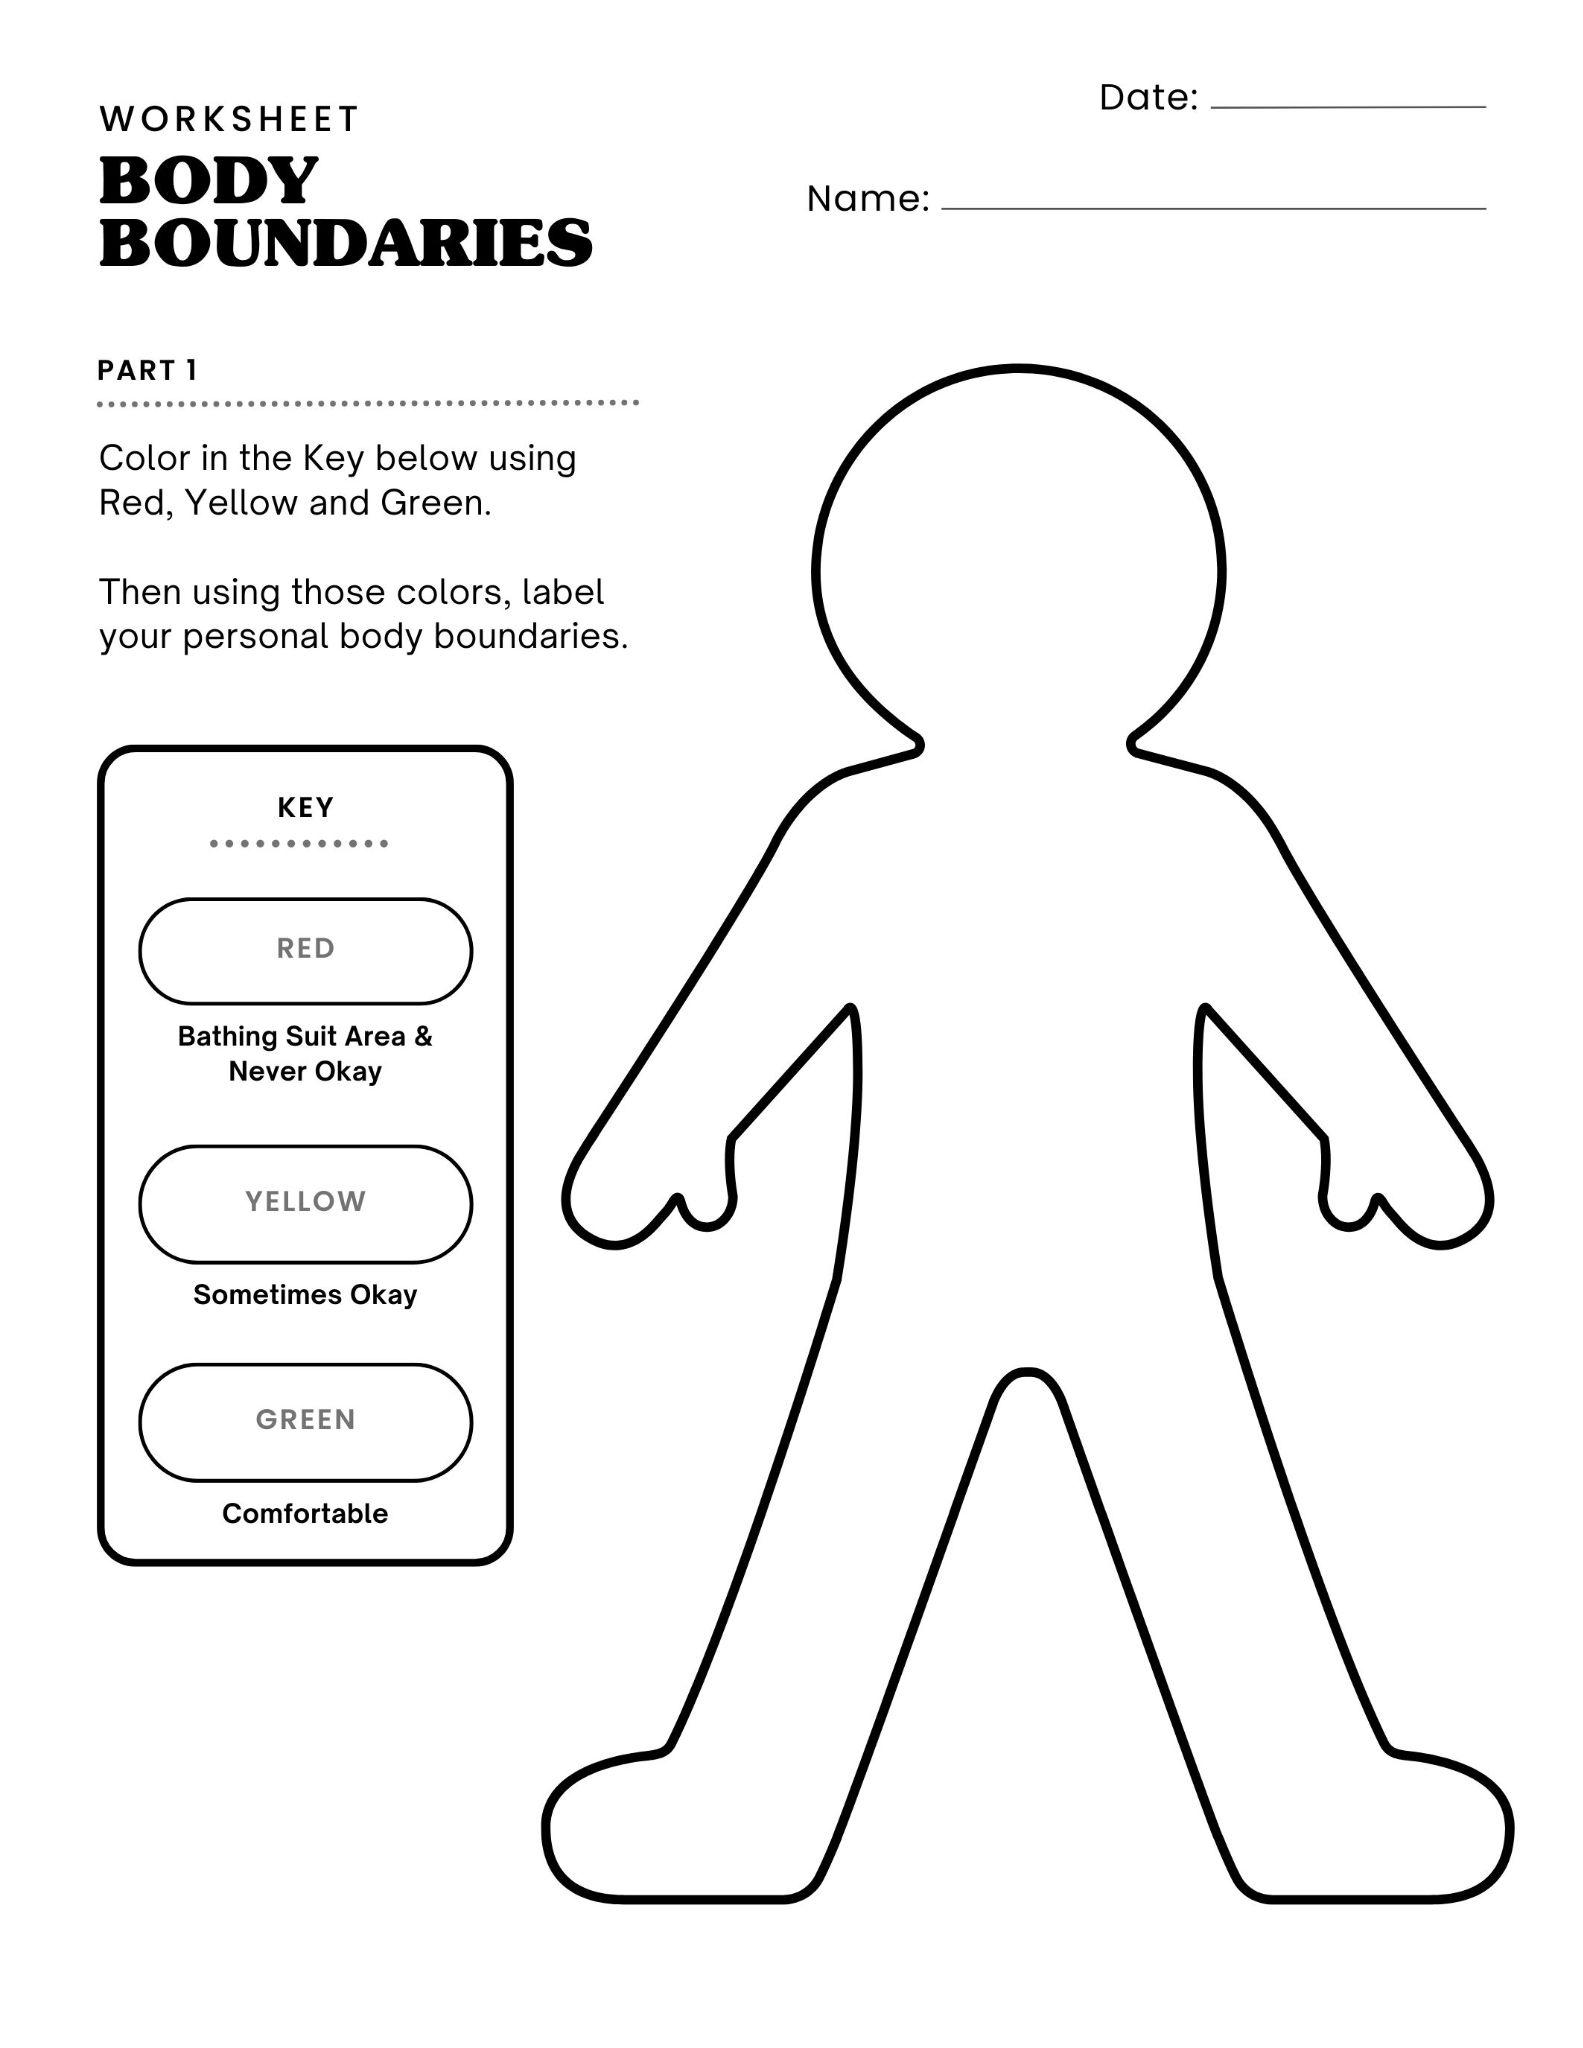 WORKSHEET
BODY
BOUNDARIES
Date:
Name:
PART 1
Color in the Key below using
Red, Yellow and Green.
Then using those colors, label
your personal body boundaries.
KEY
RED
Bathing Suit Area &
Never Okay
YELLOW
Sometimes Okay
GREEN
Comfortable